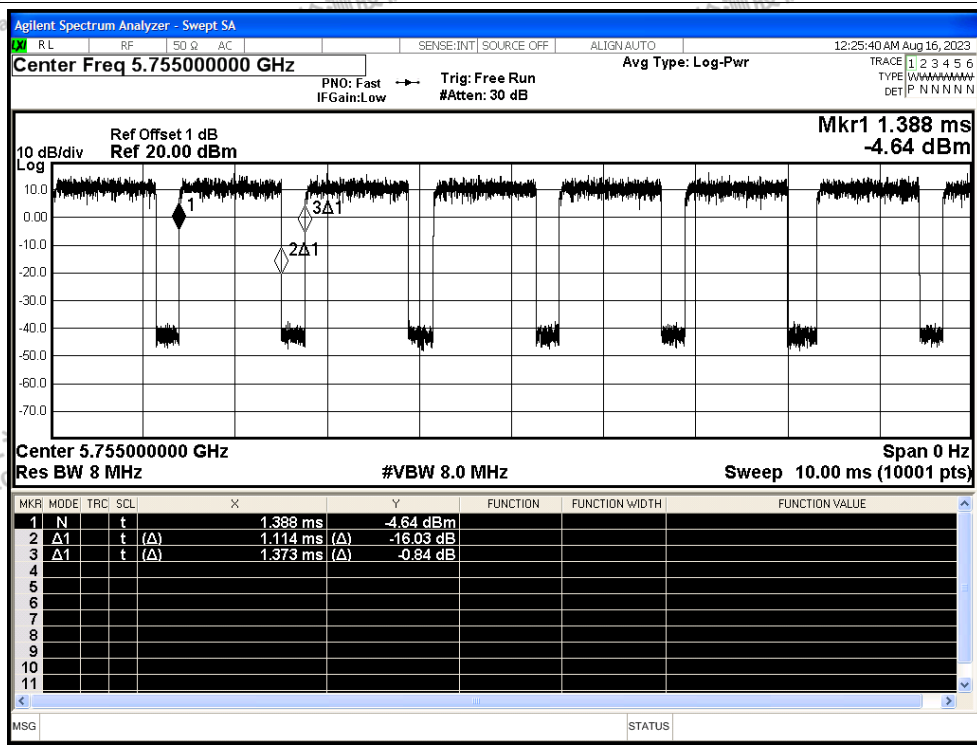 Agilent Spectrum Analyzer - Swept SA
LXI RL RF 50 Ω AC SENSE:INT SOURCE OFF ALIGN AUTO 12:25:40 AM Aug 16, 2023
Center Freq 5.755000000 GHz Avg Type: Log-Pwr TRACE 1 2 3 4 5 6
PNO: Fast Trig: Free Run TYPE
IFGain:Low #Atten: 30 dB DET P N N N N N
Mkr1 1.388 ms
Ref Offset 1 dB
10 dB/div Ref 20.00 dBm -4.64 dBm
Log
10.0
0.00
-10.0
-20.0
-30.0
-40.0
-50.0
-60.0
-70.0
1
3Δ1
2Δ1
Center 5.755000000 GHz Span 0 Hz
Res BW 8 MHz #VBW 8.0 MHz Sweep 10.00 ms (10001 pts)
MKR MODE TRC SCL X Y FUNCTION FUNCTION WIDTH FUNCTION VALUE
1 N t 1.388 ms -4.64 dBm
2 Δ1 t (Δ) 1.114 ms (Δ) -16.03 dB
3 Δ1 t (Δ) 1.373 ms (Δ) -0.84 dB
4
5
6
7
8
9
10
11
MSG STATUS